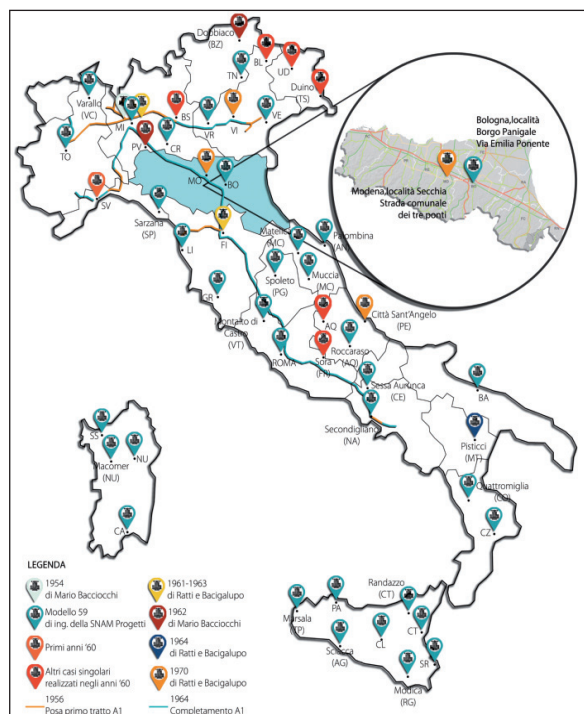 Dobbiaco
(BZ)
BL
UD
TN
Duino
(TS)
Varallo
(VC)
MI
BS
VR
VI
VE
TO
PV
CR
MO
BO
SV
Sarzana
(SP)
FI
LI
Matelica
(MC)
Palombina
(AN)
Muccia
(MC)
Spoleto
(PG)
GR
Montalto di
Castro
(VT)
AQ
Città Sant'Angelo
(PE)
Roccaraso
(AQ)
ROMA
Sora
(FR)
Sessa Aurunca
(CE)
BA
Secondigliano
(NA)
Pisticci
(MT)
Quattromiglia
(CO)
CZ
SS
Macomer
(NU)
NU
CA
Randazzo
(CT)
PA
Marsala
(TP)
Sciacca
(AG)
CL
CT
SR
Modica
(RG)
Bologna,località
Borgo Panigale
Via Emilia Ponente
Modena,località Secchia
Strada comunale
dei tre ponti
LEGENDA
1954
di Mario Bacciocchi
Modello 59
di ing. della SNAM Progetti
Primi anni '60
Altri casi singolari
realizzati negli anni '60
1956
Posa primo tratto A1
1961-1963
di Ratti e Bacigalupo
1962
di Mario Bacciocchi
1964
di Ratti e Bacigalupo
1970
di Ratti e Bacigalupo
1964
Completamento A1